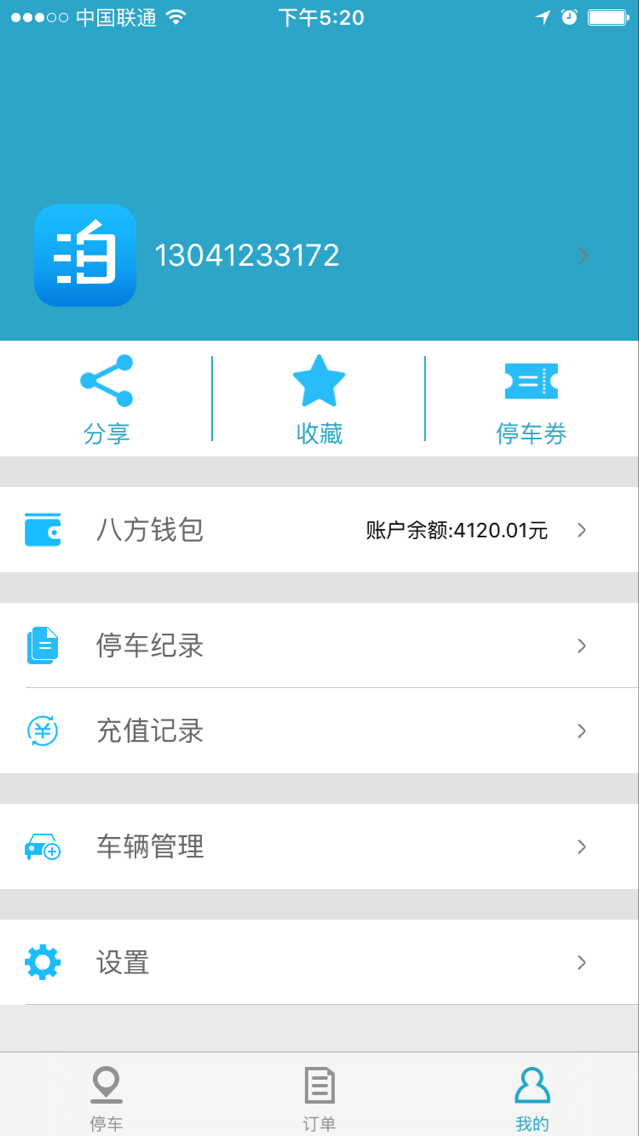 中国联通
下午5:20
泊
13041233172
分享
收藏
停车券
八方钱包
账户余额:4120.01元
停车纪录
充值记录
车辆管理
设置
停车
订单
我的